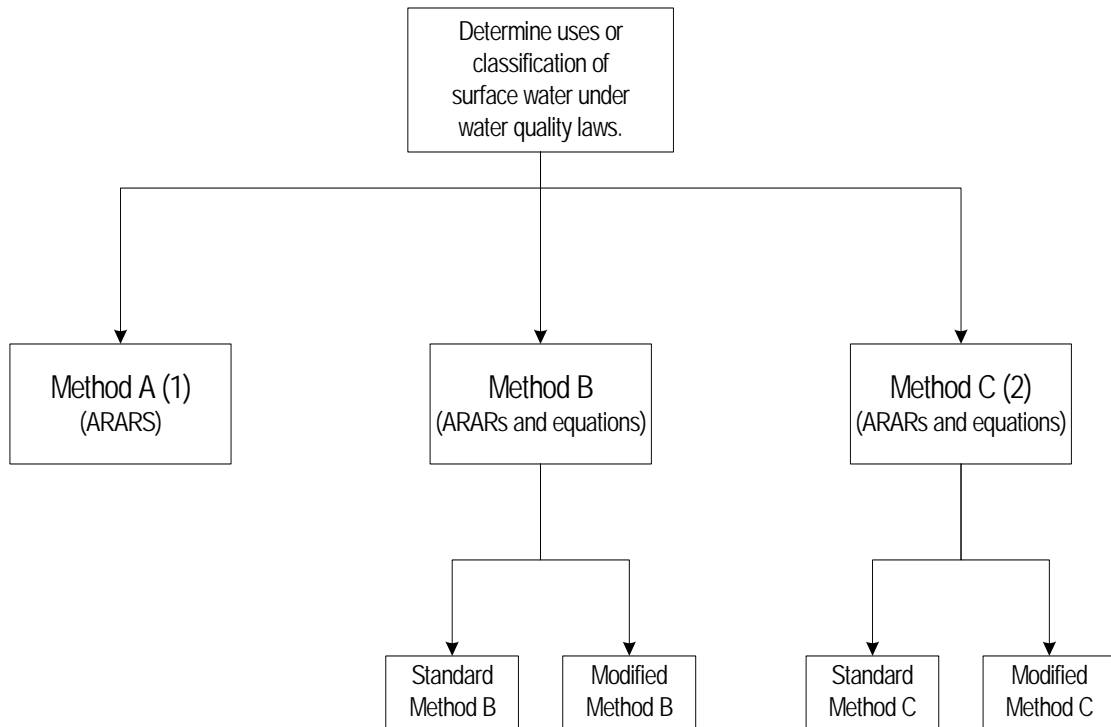 Determine uses or
classification of
surface water under
water quality laws.
Method A (1)
(ARARS)
Method B
(ARARs and equations)
Method C (2)
(ARARs and equations)
Standard
Method B
Modified
Method B
Standard
Method C
Modified
Method C